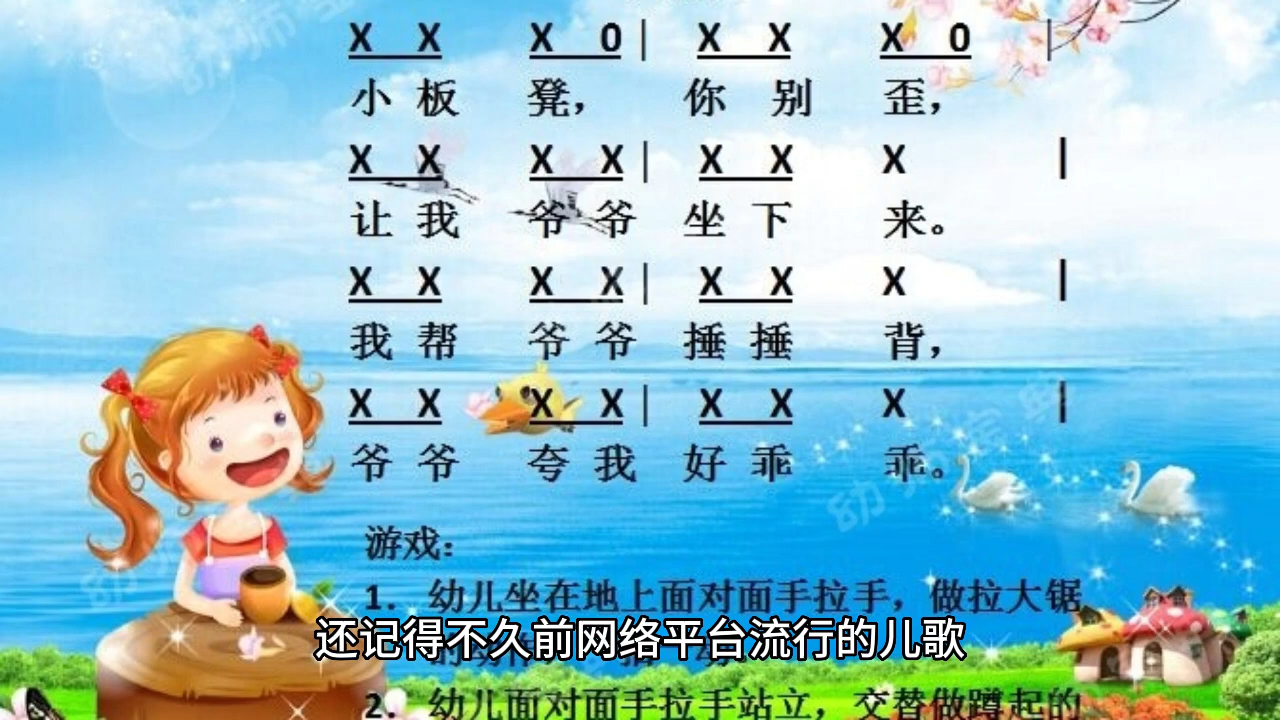 X X X 0 | X X X 0 |
小板凳，你别歪，
X X X X | X X X |
让我爷爷坐下来。
X X X X | X X X |
我帮爷爷捶捶背，
X X X X | X X X |
爷爷夸我好乖乖。
游戏：
1. 幼儿坐在地上面对面手拉手，做拉大锯
还记得不久前网络平台流行的儿歌
2. 幼儿面对面手拉手站立，交替做蹲起的